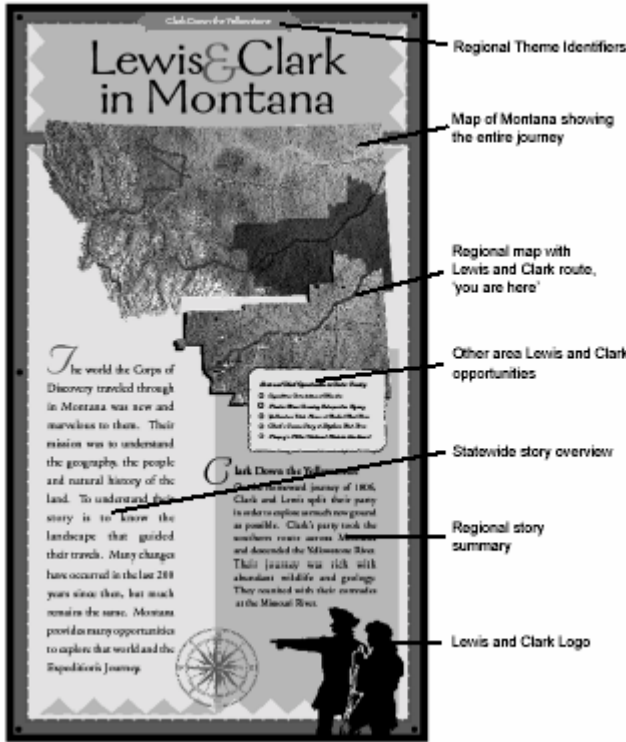 Clark Down the Yellowstone
Lewis & Clark
in Montana
Regional Theme Identifiers
Map of Montana showing
the entire journey
Regional map with
Lewis and Clark route,
'you are here'
Other area Lewis and Clark
opportunities
Statewide story overview
Regional story
summary
Lewis and Clark Logo
The world the Corps of
Discovery traveled through
in Montana was new and
marvelous to them. Their
mission was to understand
the geography, the people
and natural history of the
land. To understand their
story is to know the
landscape that guided
their travels. Many changes
have occurred in the last 200
years since then, but much
remains the same. Montana
provides many opportunities
to explore that world and the
Expedition's Journey.
Clark Down the Yellowstone
homeward journey of 1806,
Clark and Lewis split their party
in order to explore as much new ground
as possible. Clark's party took the
southern route across Montana
and descended the Yellowstone River.
Their journey was rich with
abundant wildlife and geology.
They reunited with their comrades
at the Missouri River.